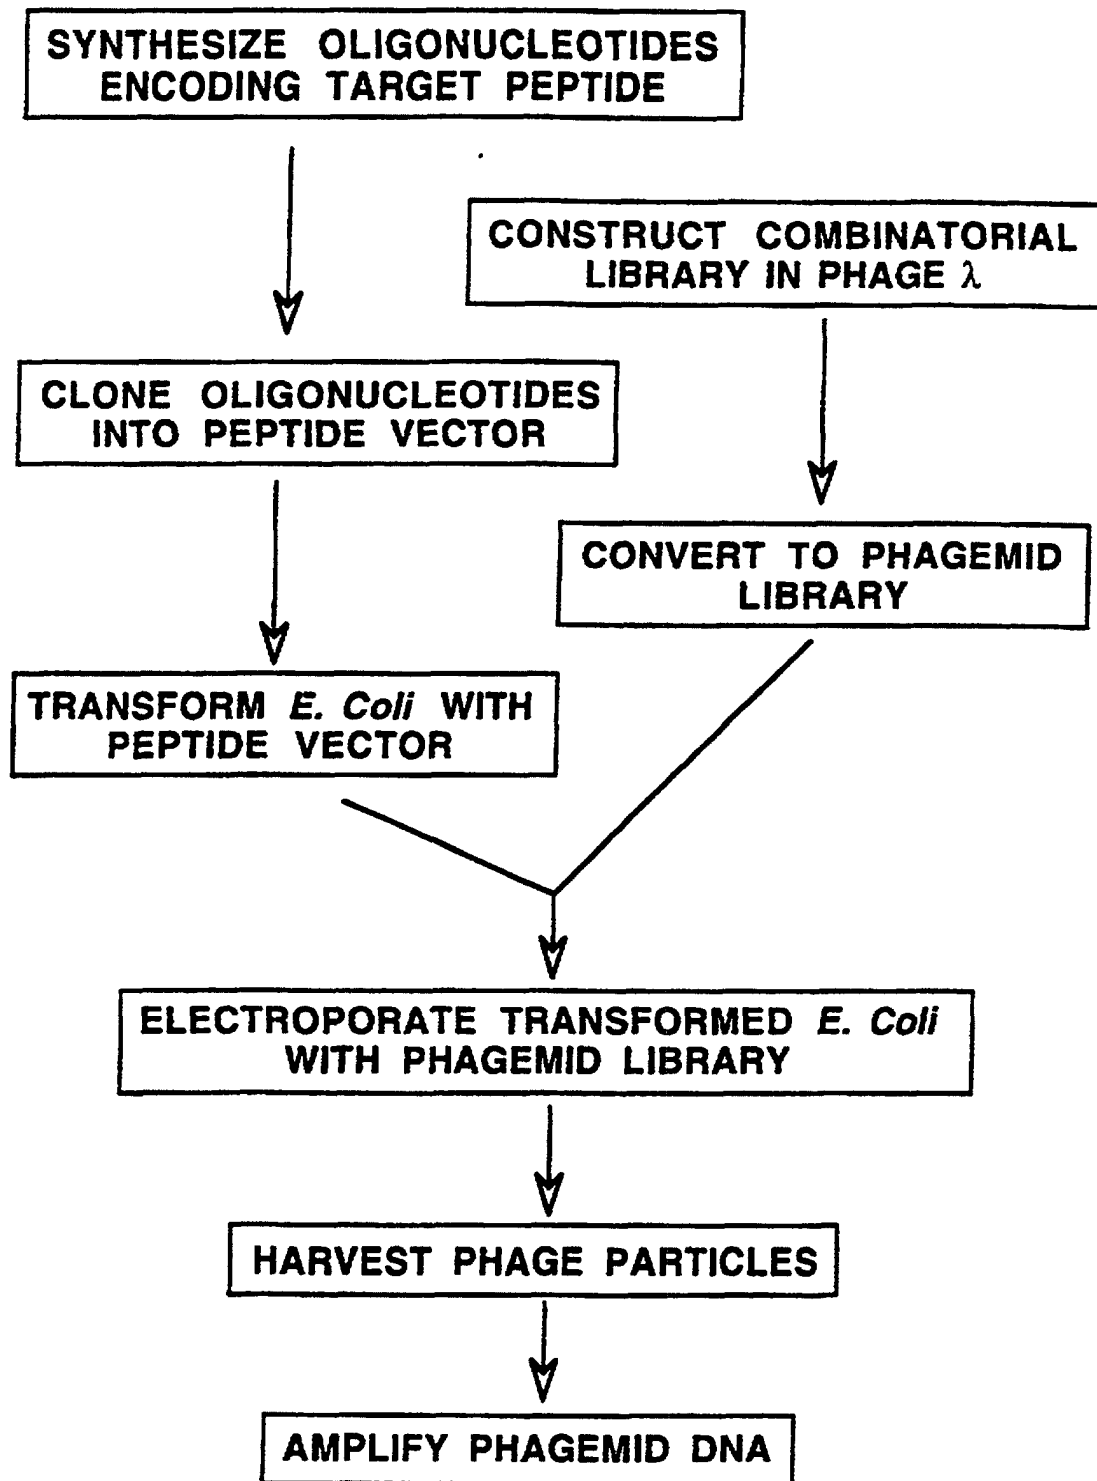 SYNTHESIZE OLIGONUCLEOTIDES
ENCODING TARGET PEPTIDE
CONSTRUCT COMBINATORIAL
LIBRARY IN PHAGE λ
CLONE OLIGONUCLEOTIDES
INTO PEPTIDE VECTOR
CONVERT TO PHAGEMID
LIBRARY
TRANSFORM E. Coli WITH
PEPTIDE VECTOR
ELECTROPORATE TRANSFORMED E. Coli
WITH PHAGEMID LIBRARY
HARVEST PHAGE PARTICLES
AMPLIFY PHAGEMID DNA